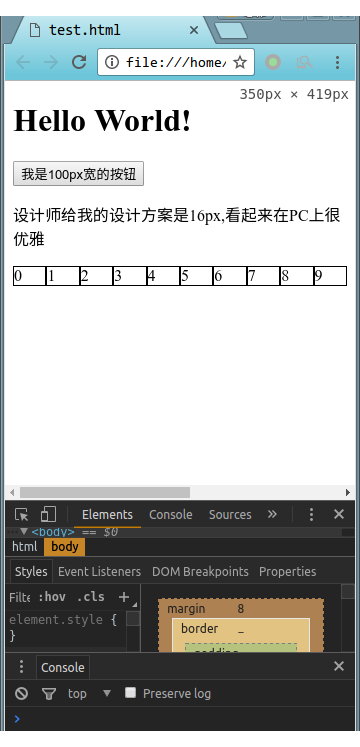 test.html
file:///home/
350px × 419px
Hello World!
我是100px宽的按钮
设计师给我的设计方案是16px,看起来在PC上很
优雅
0 1 2 3 4 5 6 7 8 9
Elements Console Sources »
<body> == $0
html body
Styles Event Listeners DOM Breakpoints Properties
Filte :hov .cls +
element.style {
}
margin 8
border –
Console
top Preserve log